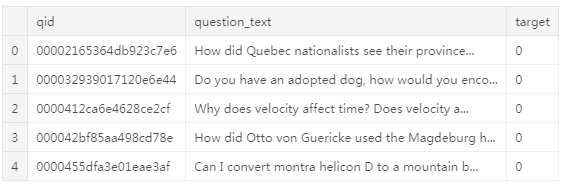 qid question_text target
0 00002165364db923c7e6 How did Quebec nationalists see their province... 0
1 000032939017120e6e44 Do you have an adopted dog, how would you enco... 0
2 0000412ca6e4628ce2cf Why does velocity affect time? Does velocity a... 0
3 000042bf85aa498cd78e How did Otto von Guericke used the Magdeburg h... 0
4 0000455dfa3e01eae3af Can I convert montra helicon D to a mountain b... 0